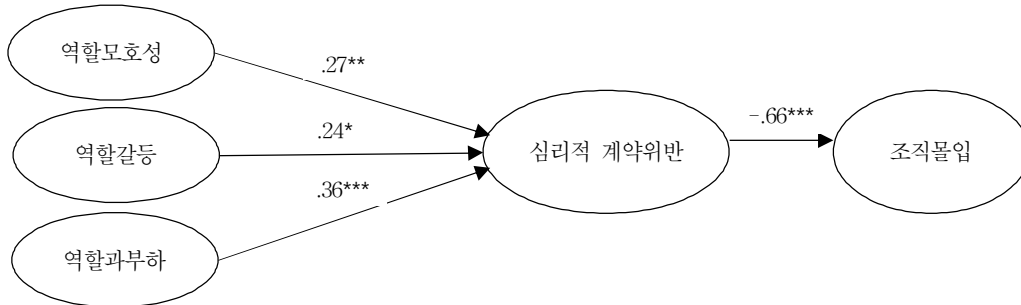 역할모호성
.27**
역할갈등
.24*
역할과부하
.36***
심리적 계약위반
-.66***
조직몰입